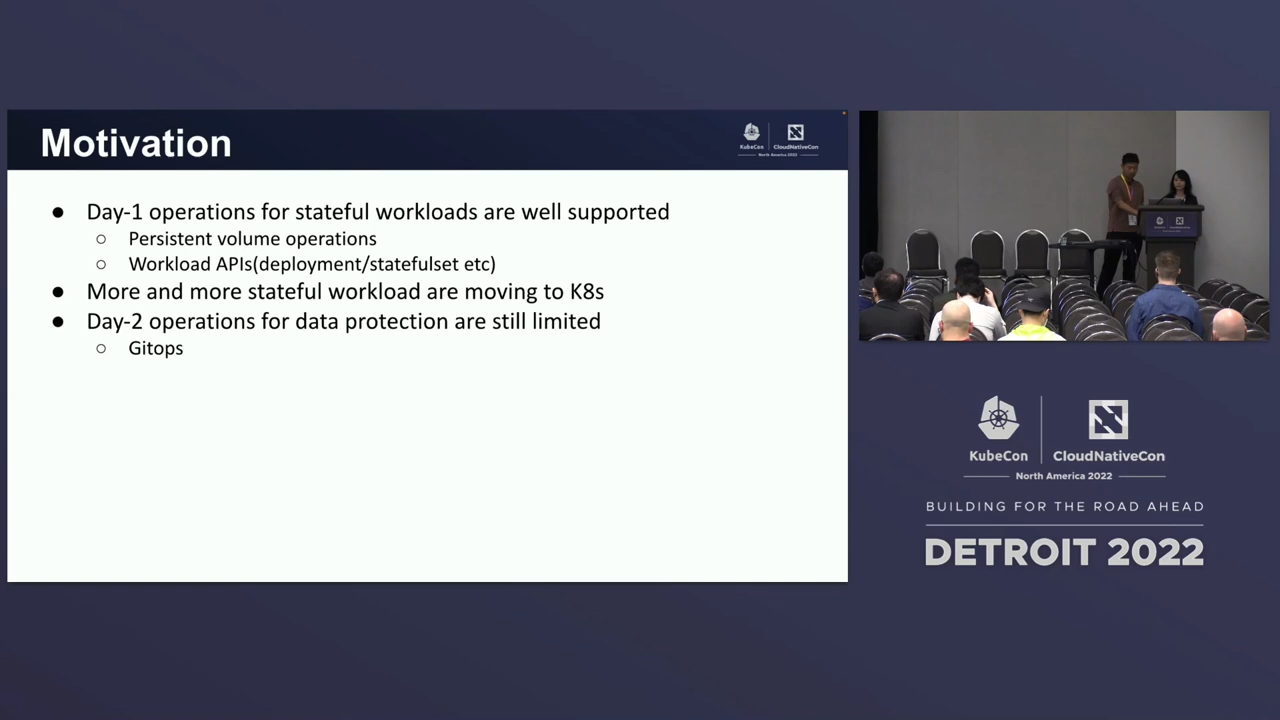 Motivation
KubeCon
CloudNativeCon
North America 2022
Day-1 operations for stateful workloads are well supported
Persistent volume operations
Workload APIs(deployment/statefulset etc)
More and more stateful workload are moving to K8s
Day-2 operations for data protection are still limited
Gitops
KubeCon
CloudNativeCon
North America 2022
BUILDING FOR THE ROAD AHEAD
DETROIT 2022